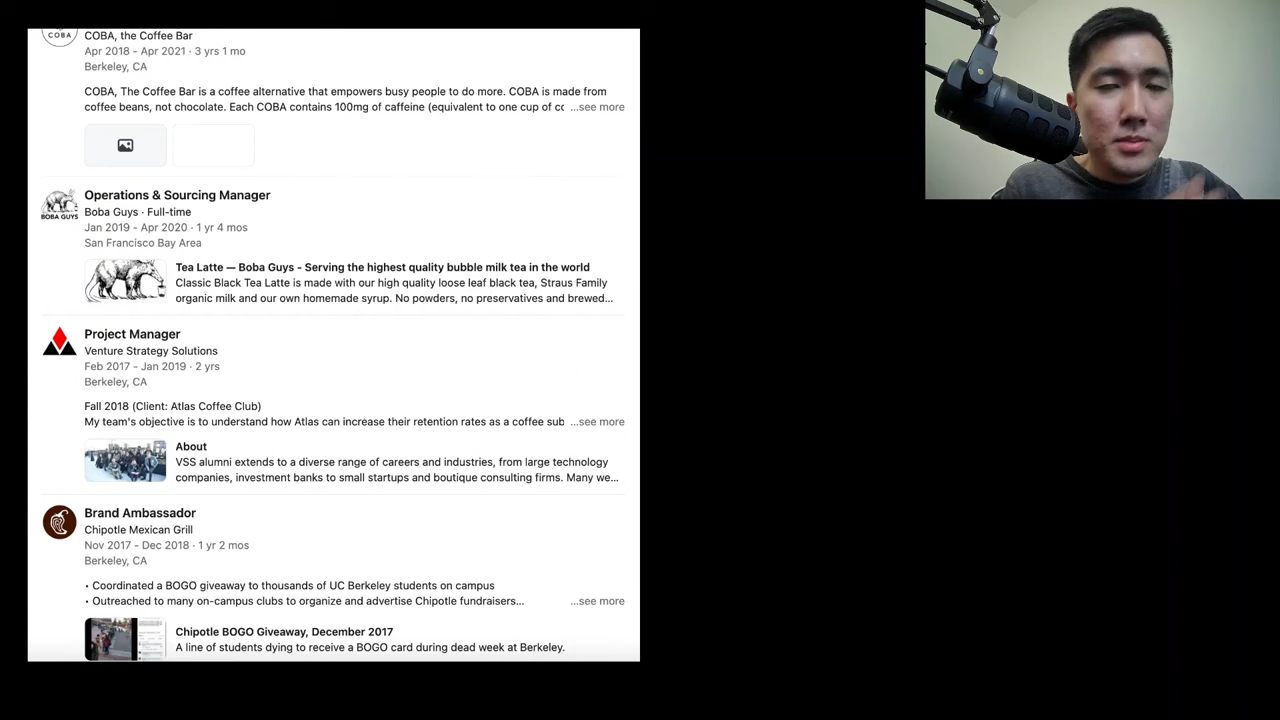 COBA
COBA, the Coffee Bar
Apr 2018 - Apr 2021 · 3 yrs 1 mo
Berkeley, CA
COBA, The Coffee Bar is a coffee alternative that empowers busy people to do more. COBA is made from
coffee beans, not chocolate. Each COBA contains 100mg of caffeine (equivalent to one cup of cc ...see more
Operations & Sourcing Manager
BOBA GUYS
Boba Guys · Full-time
Jan 2019 - Apr 2020 · 1 yr 4 mos
San Francisco Bay Area
Tea Latte — Boba Guys - Serving the highest quality bubble milk tea in the world
Classic Black Tea Latte is made with our high quality loose leaf black tea, Straus Family
organic milk and our own homemade syrup. No powders, no preservatives and brewed...
Project Manager
Venture Strategy Solutions
Feb 2017 - Jan 2019 · 2 yrs
Berkeley, CA
Fall 2018 (Client: Atlas Coffee Club)
My team's objective is to understand how Atlas can increase their retention rates as a coffee sub ...see more
About
VSS alumni extends to a diverse range of careers and industries, from large technology
companies, investment banks to small startups and boutique consulting firms. Many we...
Brand Ambassador
Chipotle Mexican Grill
Nov 2017 - Dec 2018 · 1 yr 2 mos
Berkeley, CA
• Coordinated a BOGO giveaway to thousands of UC Berkeley students on campus
• Outreached to many on-campus clubs to organize and advertise Chipotle fundraisers... ...see more
Chipotle BOGO Giveaway, December 2017
A line of students dying to receive a BOGO card during dead week at Berkeley.